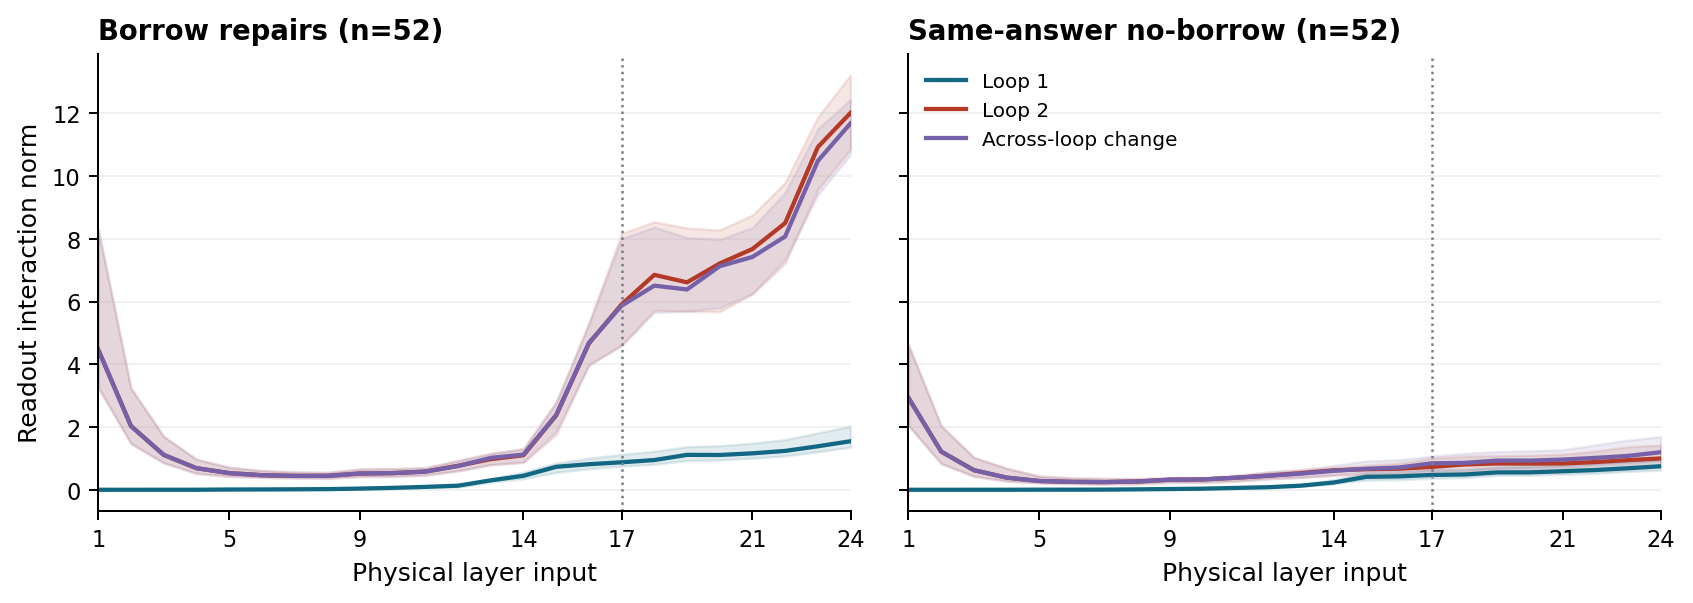 Borrow repairs (n=52)
Same-answer no-borrow (n=52)
Readout interaction norm
12
10
8
6
4
2
0
Loop 1
Loop 2
Across-loop change
1 5 9 14 17 21 24
1 5 9 14 17 21 24
Physical layer input
Physical layer input